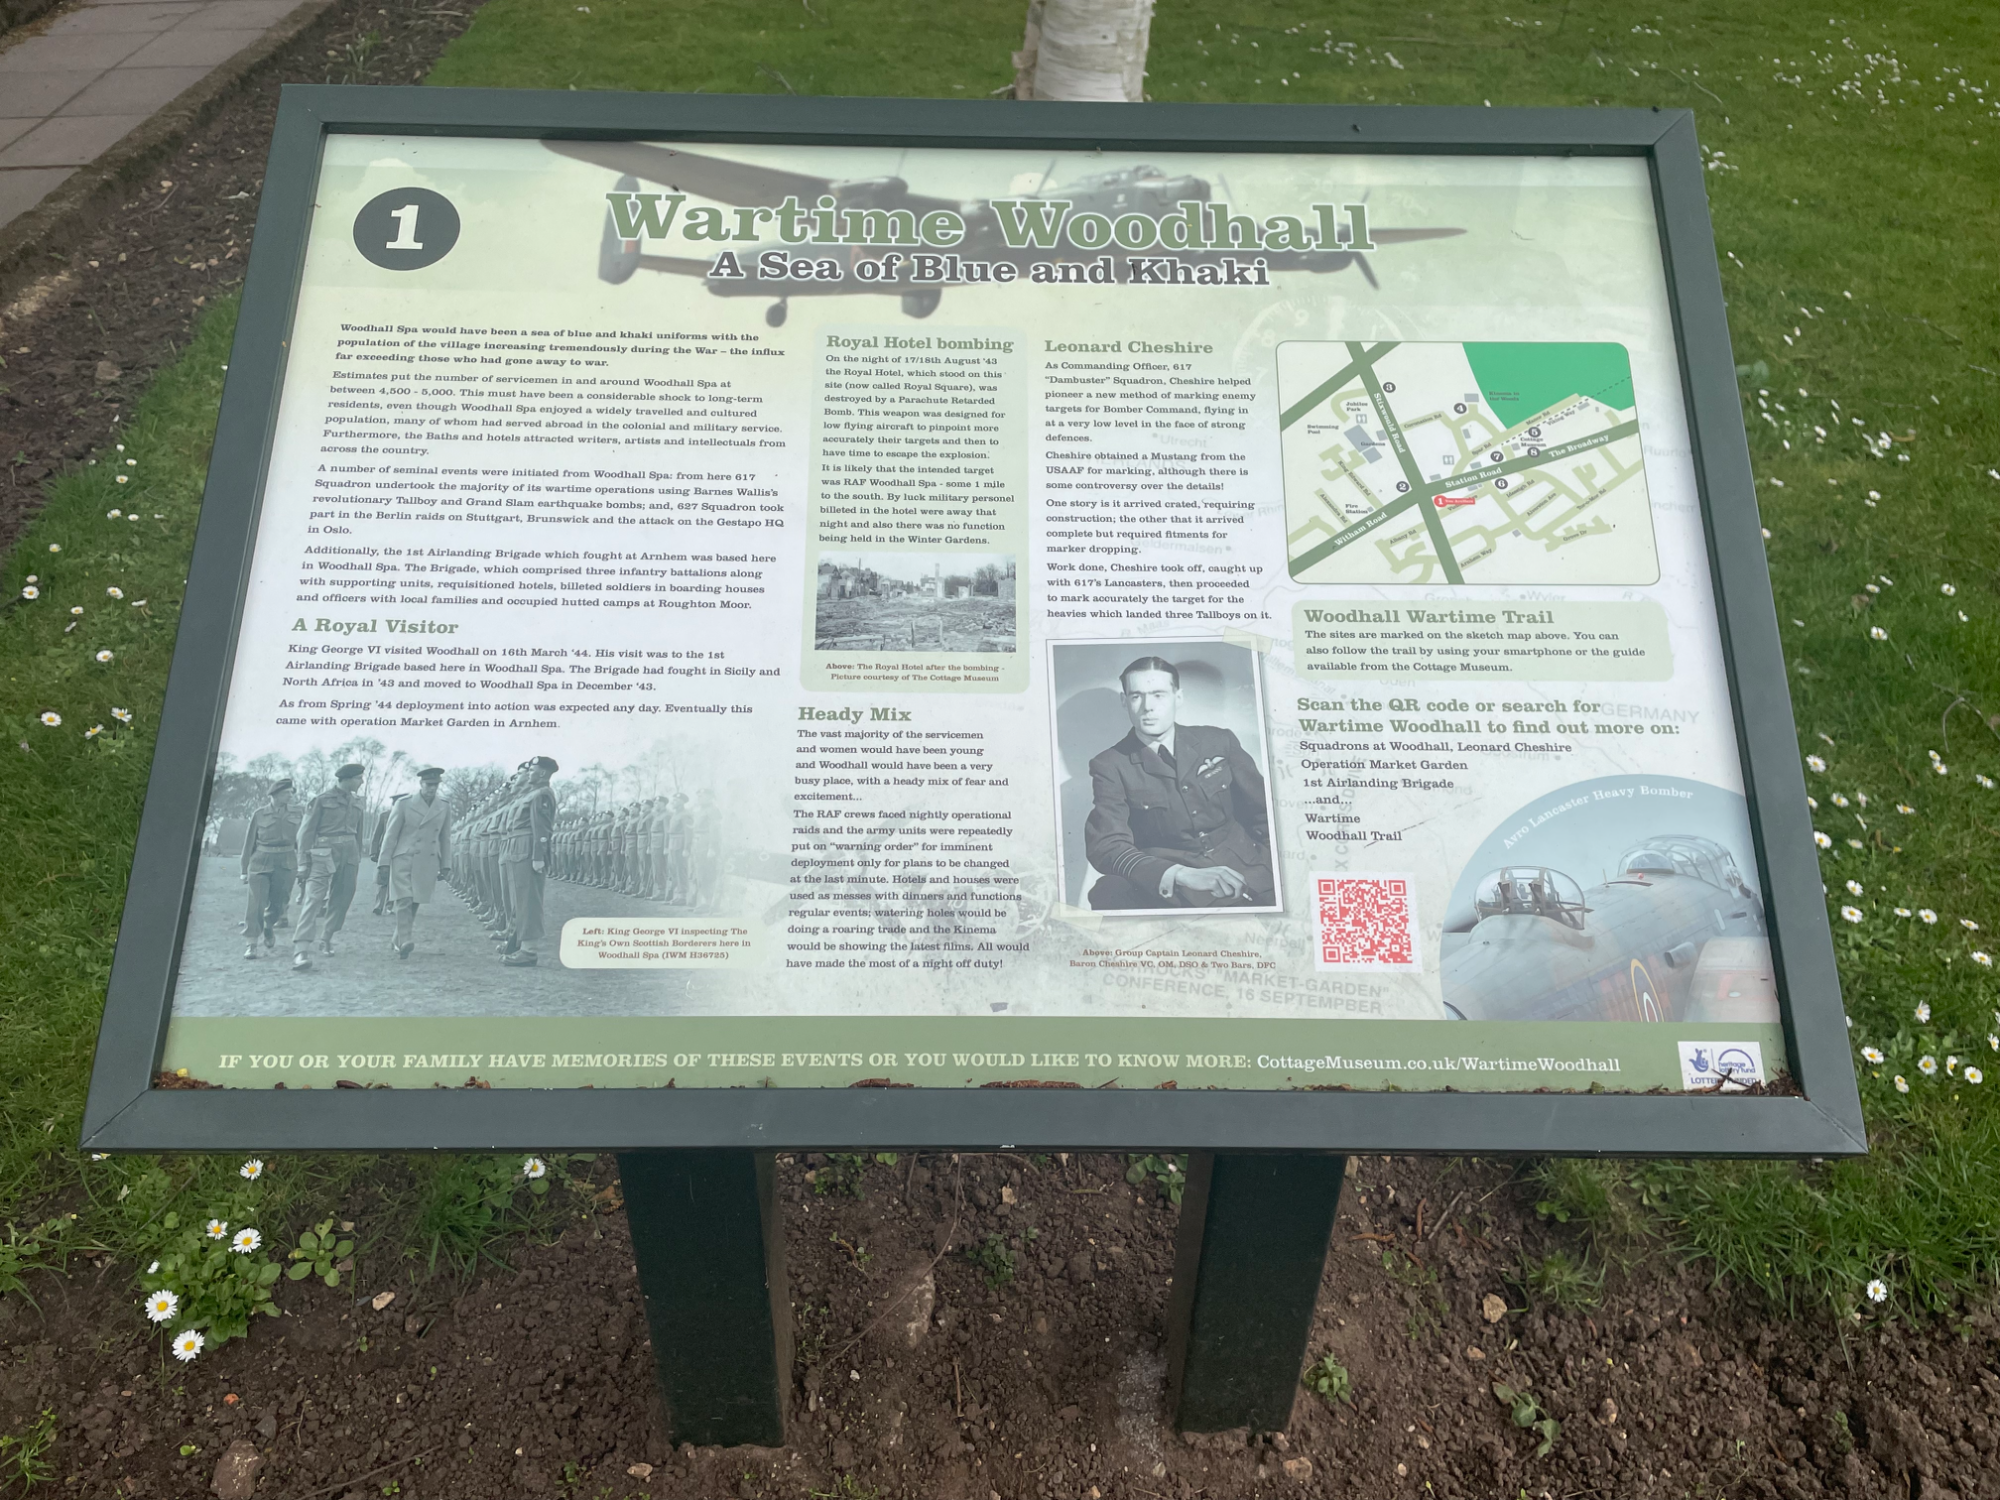 1
Wartime Woodhall
A Sea of Blue and Khaki
Woodhall Spa would have been a sea of blue and khaki uniforms with the
population of the village increasing tremendously during the War – the influx
far exceeding those who had gone away to war.
Estimates put the number of servicemen in and around Woodhall Spa at
between 4,500 - 5,000. This must have been a considerable shock to long-term
residents, even though Woodhall Spa enjoyed a widely travelled and cultured
population, many of whom had served abroad in the colonial and military service.
Furthermore, the Baths and hotels attracted writers, artists and intellectuals from
across the country.
A number of seminal events were initiated from Woodhall Spa: from here 617
Squadron undertook the majority of its wartime operations using Barnes Wallis's
revolutionary Tallboy and Grand Slam earthquake bombs; and, 627 Squadron took
part in the Berlin raids on Stuttgart, Brunswick and the attack on the Gestapo HQ
in Oslo.
Additionally, the 1st Airlanding Brigade which fought at Arnhem was based here
in Woodhall Spa. The Brigade, which comprised three infantry battalions along
with supporting units, requisitioned hotels, billeted soldiers in boarding houses
and officers with local families and occupied hutted camps at Roughton Moor.
A Royal Visitor
King George VI visited Woodhall on 16th March '44. His visit was to the 1st
Airlanding Brigade based here in Woodhall Spa. The Brigade had fought in Sicily and
North Africa in '43 and moved to Woodhall Spa in December '43.
As from Spring '44 deployment into action was expected any day. Eventually this
came with operation Market Garden in Arnhem.
Left: King George VI inspecting The
King's Own Scottish Borderers here in
Woodhall Spa (IWM H36725)
Royal Hotel bombing
On the night of 17/18th August '43
the Royal Hotel, which stood on this
site (now called Royal Square), was
destroyed by a Parachute Retarded
Bomb. This weapon was designed for
low flying aircraft to pinpoint more
accurately their targets and then to
have time to escape the explosion.
It is likely that the intended target
was RAF Woodhall Spa - some 1 mile
to the south. By luck military personel
billeted in the hotel were away that
night and also there was no function
being held in the Winter Gardens.
Above: The Royal Hotel after the bombing -
Picture courtesy of The Cottage Museum
Heady Mix
The vast majority of the servicemen
and women would have been young
and Woodhall would have been a very
busy place, with a heady mix of fear and
excitement...
The RAF crews faced nightly operational
raids and the army units were repeatedly
put on "warning order" for imminent
deployment only for plans to be changed
at the last minute. Hotels and houses were
used as messes with dinners and functions
regular events; watering holes would be
doing a roaring trade and the Kinema
would be showing the latest films. All would
have made the most of a night off duty!
Leonard Cheshire
As Commanding Officer, 617
"Dambuster" Squadron, Cheshire helped
pioneer a new method of marking enemy
targets for Bomber Command, flying in
at a very low level in the face of strong
defences.
Cheshire obtained a Mustang from the
USAAF for marking, although there is
some controversy over the details!
One story is it arrived crated, requiring
construction; the other that it arrived
complete but required fitments for
marker dropping.
Work done, Cheshire took off, caught up
with 617's Lancasters, then proceeded
to mark accurately the target for the
heavies which landed three Tallboys on it.
Above: Group Captain Leonard Cheshire,
Baron Cheshire VC, OM, DSO & Two Bars, DFC
"MARKET-GARDEN"
CONFERENCE, 16 SEPTEMPBER
3
4
5
7
8
2
6
1
Jubilee
Park
Swimming
Pool
Stixwould Road
Cottage
Museum
The Broadway
Station Road
Fire
Station
Witham Road
Woodhall Wartime Trail
The sites are marked on the sketch map above. You can
also follow the trail by using your smartphone or the guide
available from the Cottage Museum.
Scan the QR code or search for
Wartime Woodhall to find out more on:
GERMANY
Squadrons at Woodhall, Leonard Cheshire
Operation Market Garden
1st Airlanding Brigade
...and...
Wartime
Woodhall Trail
Avro Lancaster Heavy Bomber
IF YOU OR YOUR FAMILY HAVE MEMORIES OF THESE EVENTS OR YOU WOULD LIKE TO KNOW MORE: CottageMuseum.co.uk/WartimeWoodhall
heritage
lottery fund